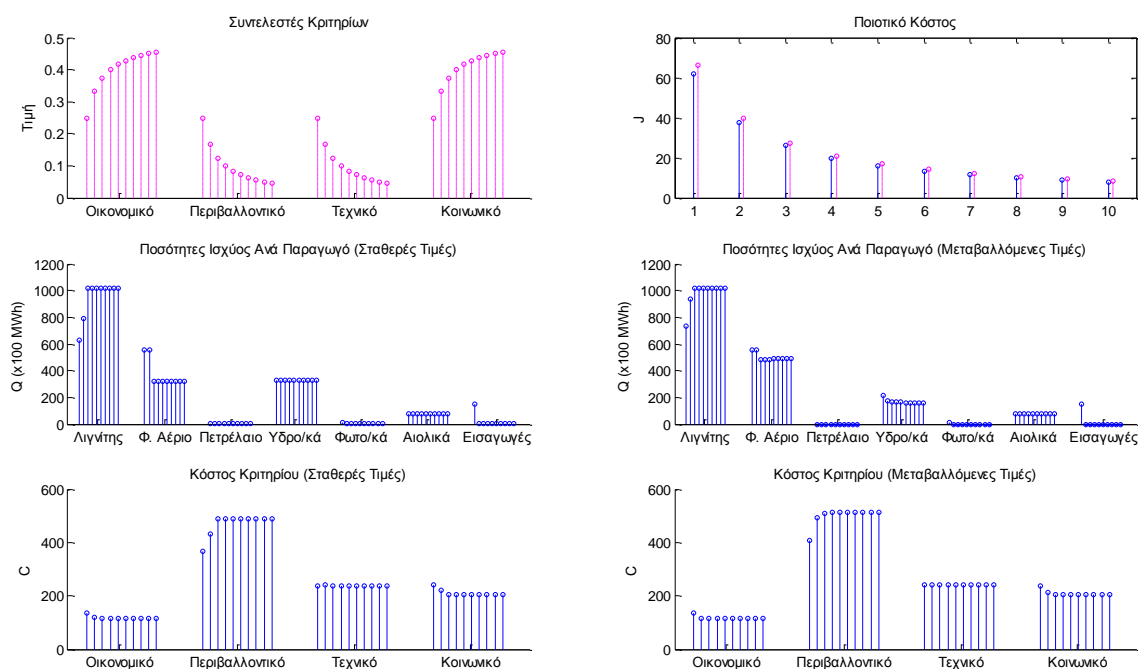 Συντελεστές Κριτηρίων
0.5
0.4
0.3
0.2
0.1
0
Τιμή
Οικονομικό Περιβαλλοντικό Τεχνικό Κοινωνικό
Ποιοτικό Κόστος
80
60
40
20
0
J
1 2 3 4 5 6 7 8 9 10
Ποσότητες Ισχύος Ανά Παραγωγό (Σταθερές Τιμές)
1200
1000
800
600
400
200
0
Q (x100 MWh)
Λιγνίτης Φ. Αέριο Πετρέλαιο Υδρο/κά Φωτο/κά Αιολικά Εισαγωγές
Ποσότητες Ισχύος Ανά Παραγωγό (Μεταβαλλόμενες Τιμές)
1200
1000
800
600
400
200
0
Q (x100 MWh)
Λιγνίτης Φ. Αέριο Πετρέλαιο Υδρο/κά Φωτο/κά Αιολικά Εισαγωγές
Κόστος Κριτηρίου (Σταθερές Τιμές)
600
400
200
0
C
Οικονομικό Περιβαλλοντικό Τεχνικό Κοινωνικό
Κόστος Κριτηρίου (Μεταβαλλόμενες Τιμές)
600
400
200
0
C
Οικονομικό Περιβαλλοντικό Τεχνικό Κοινωνικό